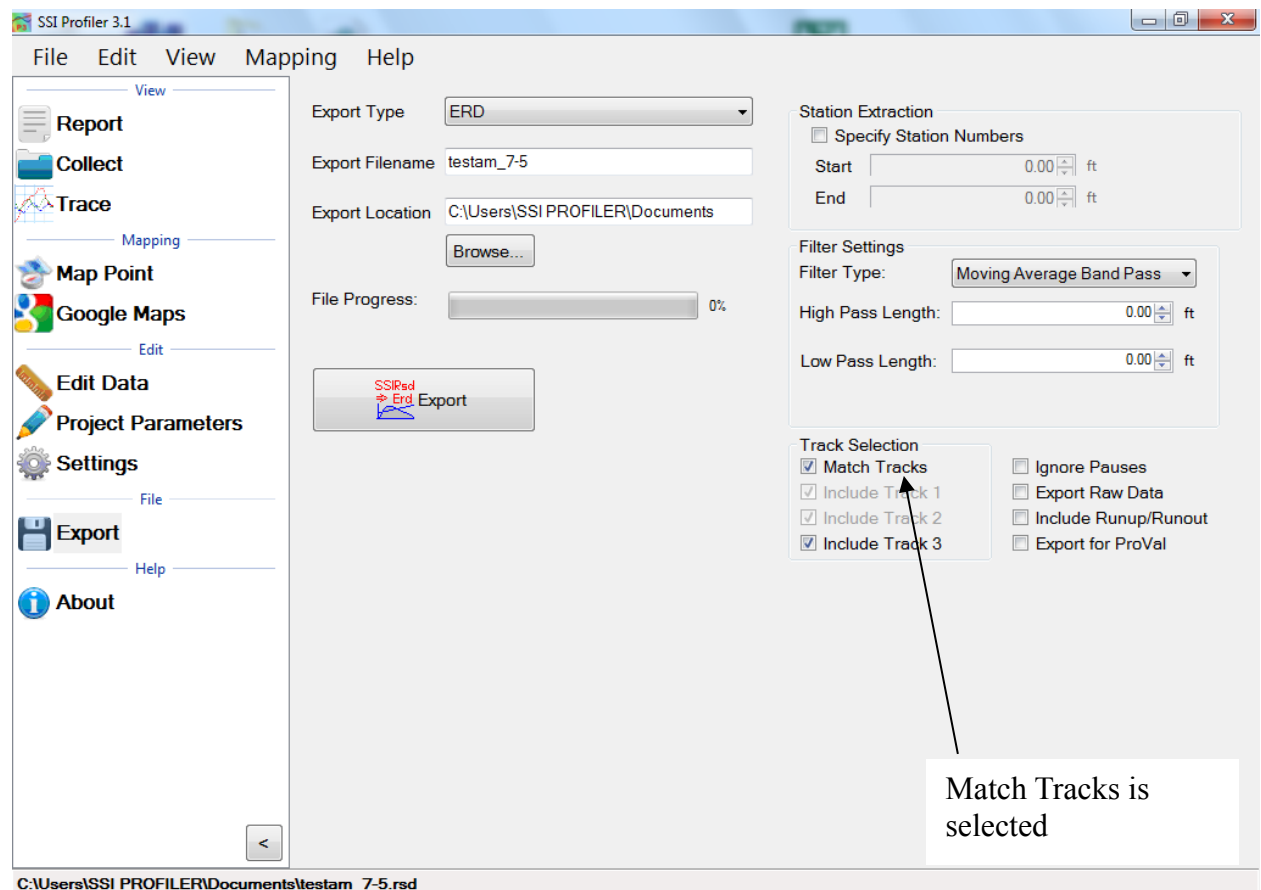 SSI Profiler 3.1
File Edit View Mapping Help
View
Report
Collect
Trace
Mapping
Map Point
Google Maps
Edit
Edit Data
Project Parameters
Settings
File
Export
Help
About
<
Export Type ERD
Export Filename testam_7-5
Export Location C:\Users\SSI PROFILER\Documents
Browse...
File Progress: 0%
SSIRsd
Erd Export
Station Extraction
Specify Station Numbers
Start 0.00 ft
End 0.00 ft
Filter Settings
Filter Type: Moving Average Band Pass
High Pass Length: 0.00 ft
Low Pass Length: 0.00 ft
Track Selection
Match Tracks Ignore Pauses
Include Track 1 Export Raw Data
Include Track 2 Include Runup/Runout
Include Track 3 Export for ProVal
Match Tracks is
selected
C:\Users\SSI PROFILER\Documents\testam_7-5.rsd